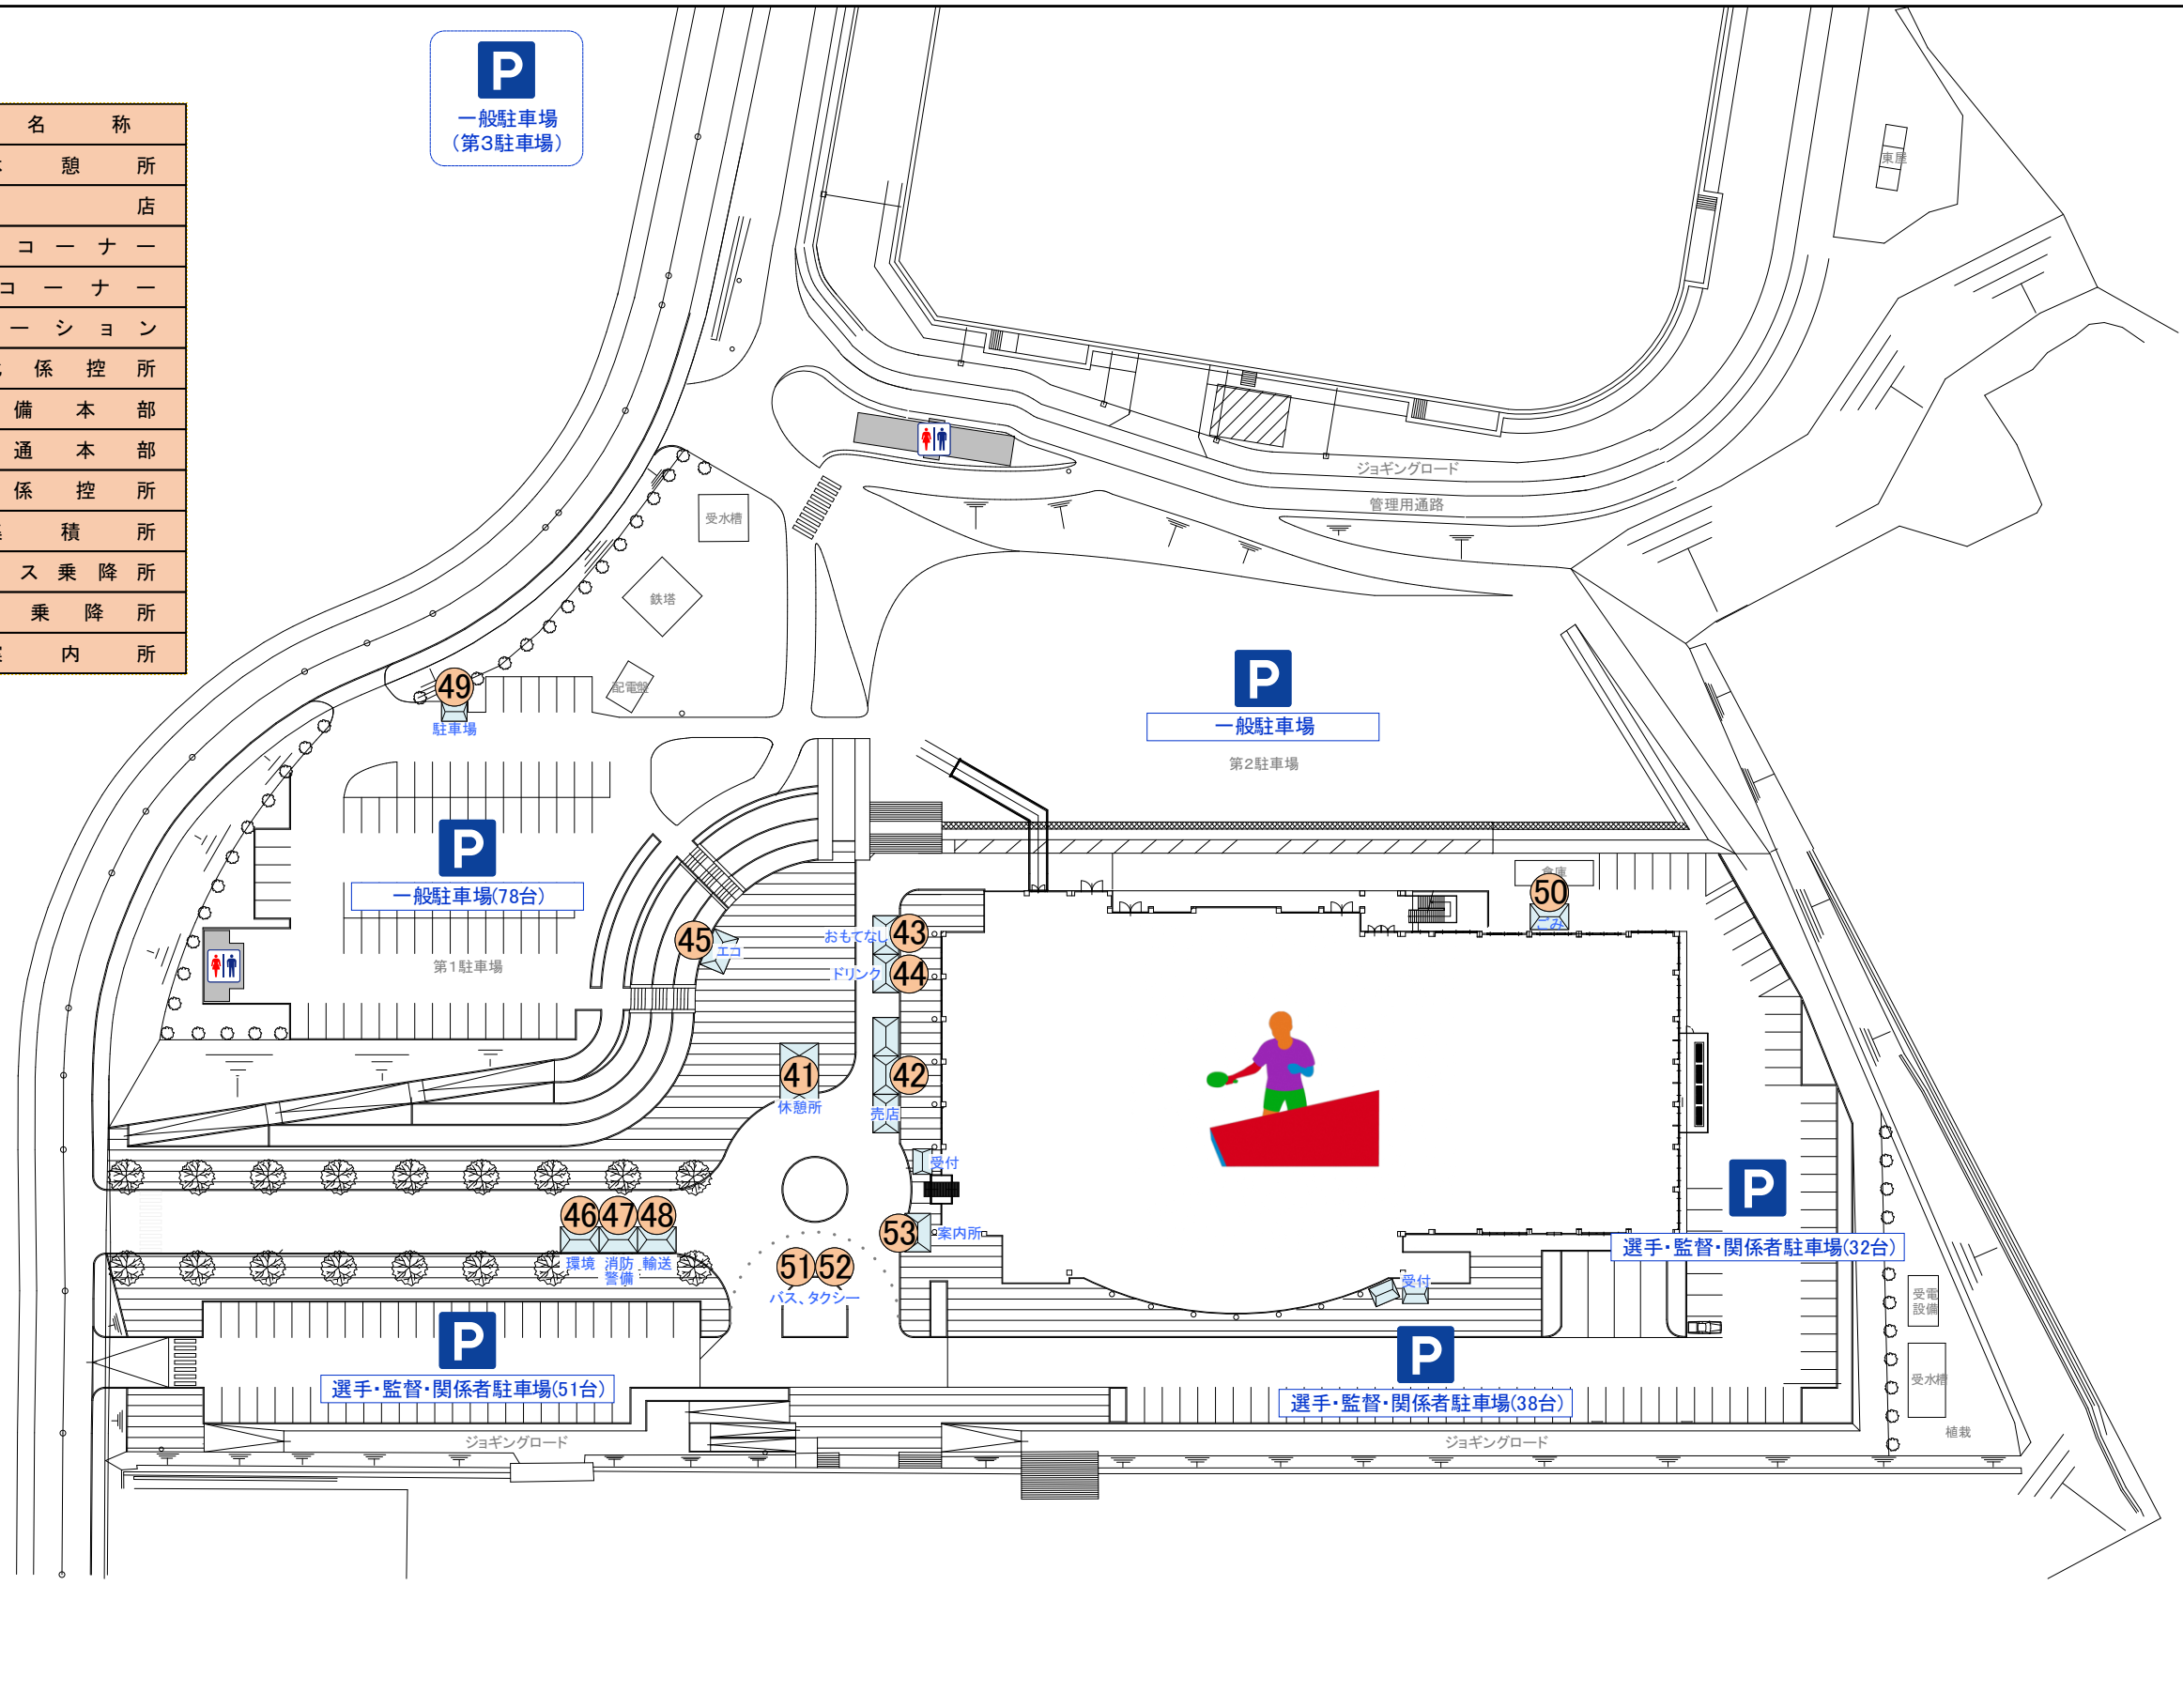 名 称
憩 所
店
コ ー ナ ー
コ ー ナ ー
ー シ ョ ン
係 控 所
備 本 部
通 本 部
係 控 所
積 所
ス 乗 降 所
乗 降 所
内 所
P
一般駐車場
（第3駐車場）
東屋
ジョギングロード
管理用通路
受水槽
鉄塔
配電盤
49
駐車場
P
一般駐車場
第2駐車場
P
一般駐車場(78台)
第1駐車場
倉庫
50
ごみ
45
エコ
おもてなし
43
ドリンク
44
41
休憩所
42
売店
受付
46
47
48
環境
消防
警備
輸送
53
案内所
51
52
バス、タクシー
受付
P
選手・監督・関係者駐車場(32台)
P
選手・監督・関係者駐車場(51台)
P
選手・監督・関係者駐車場(38台)
受電
設備
受水槽
植栽
ジョギングロード
ジョギングロード